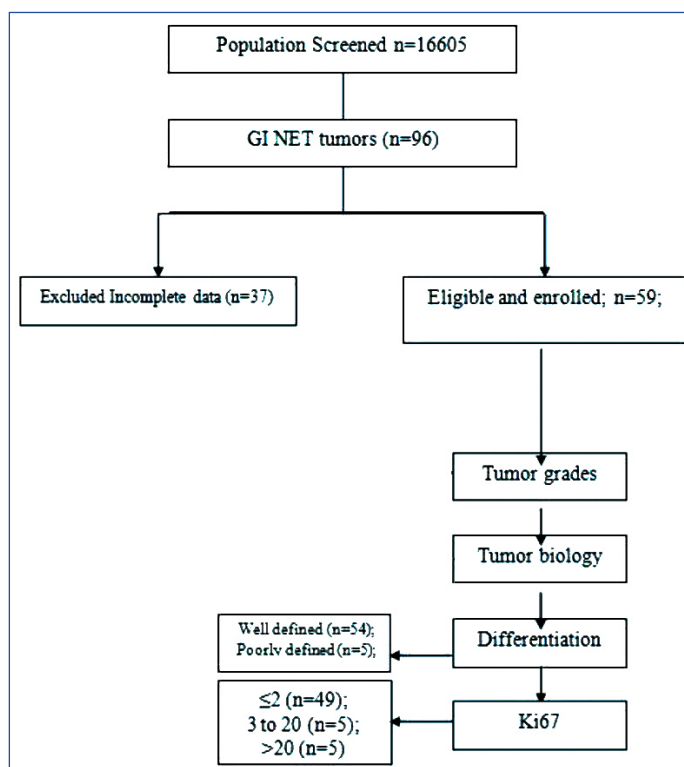 Population Screened n=16605
GI NET tumors (n=96)
Excluded Incomplete data (n=37)
Eligible and enrolled; n=59;
Tumor grades
Tumor biology
Well defined (n=54);
Poorly defined (n=5);
Differentiation
≤2 (n=49);
3 to 20 (n=5);
>20 (n=5)
Ki67